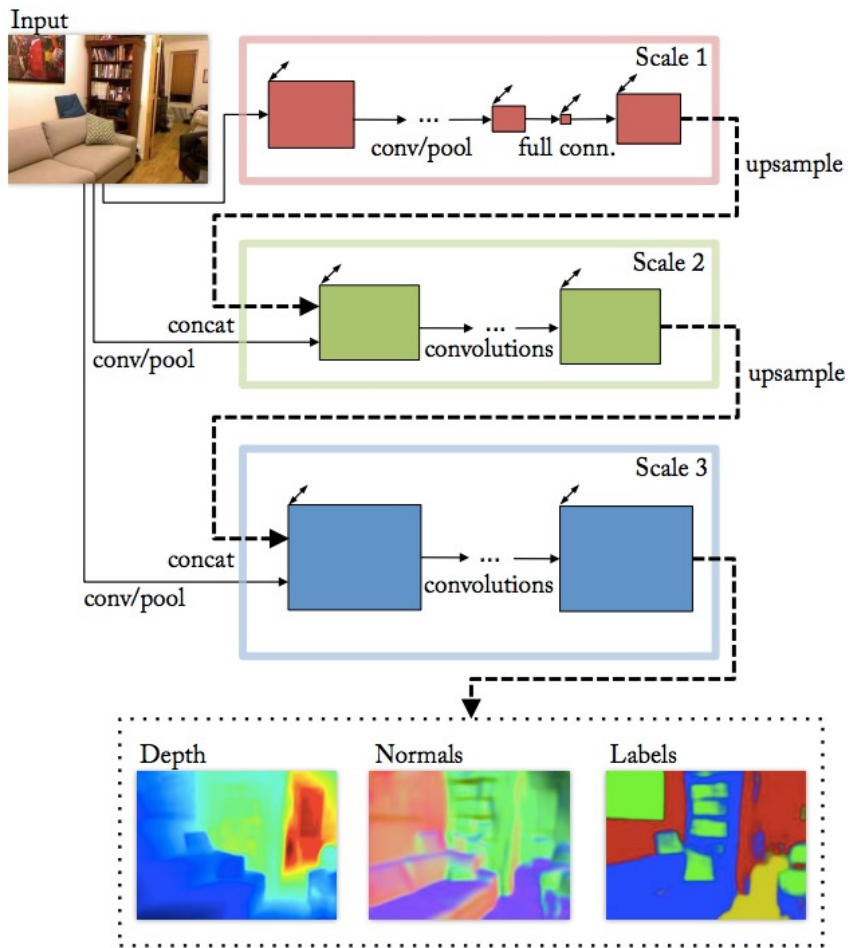 Input
Scale 1
...
conv/pool
full conn.
upsample
Scale 2
concat
...
conv/pool
convolutions
upsample
Scale 3
concat
...
conv/pool
convolutions
Depth
Normals
Labels